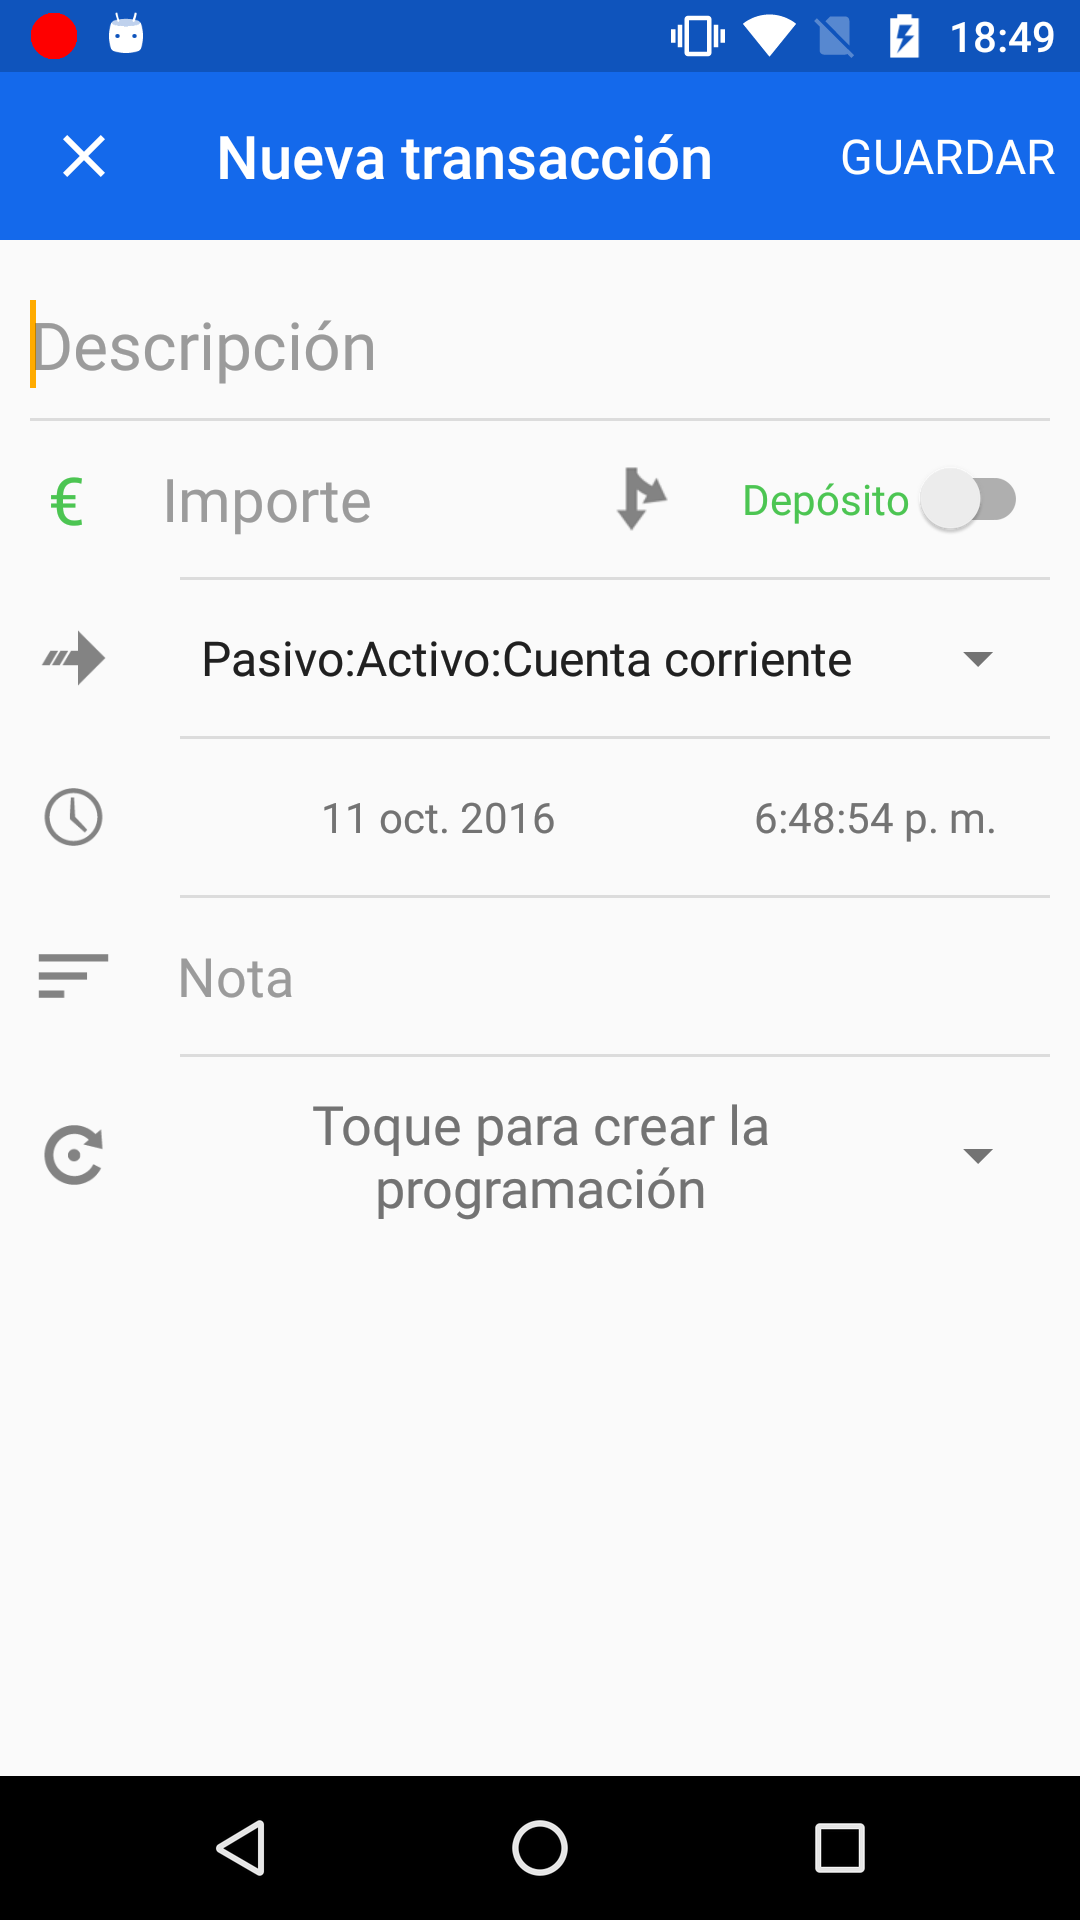 18:49
Nueva transacción GUARDAR
Descripción
€ Importe Depósito
Pasivo:Activo:Cuenta corriente
11 oct. 2016 6:48:54 p. m.
Nota
Toque para crear la
programación